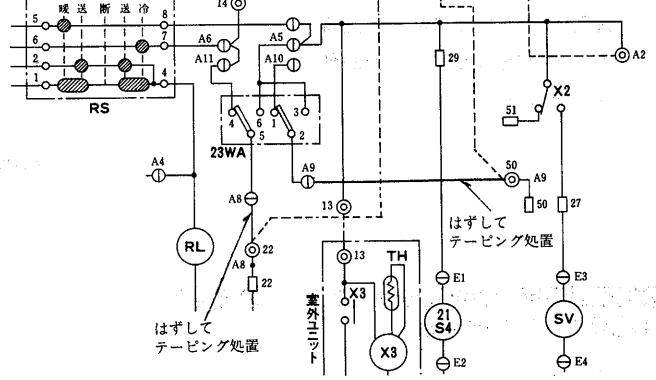 暖 送 断 送 冷
14
5
8
6
7
A6
A5
2
A11
A10
1
4
RS
A2
29
X2
51
4
6
1
3
5
2
23WA
A4
A9
50
A9
A8
13
50
27
はずして
テーピング処置
RL
22
A8
13
TH
22
E1
E3
室外ユニット
X3
21
S4
SV
はずして
テーピング処置
X3
E2
E4